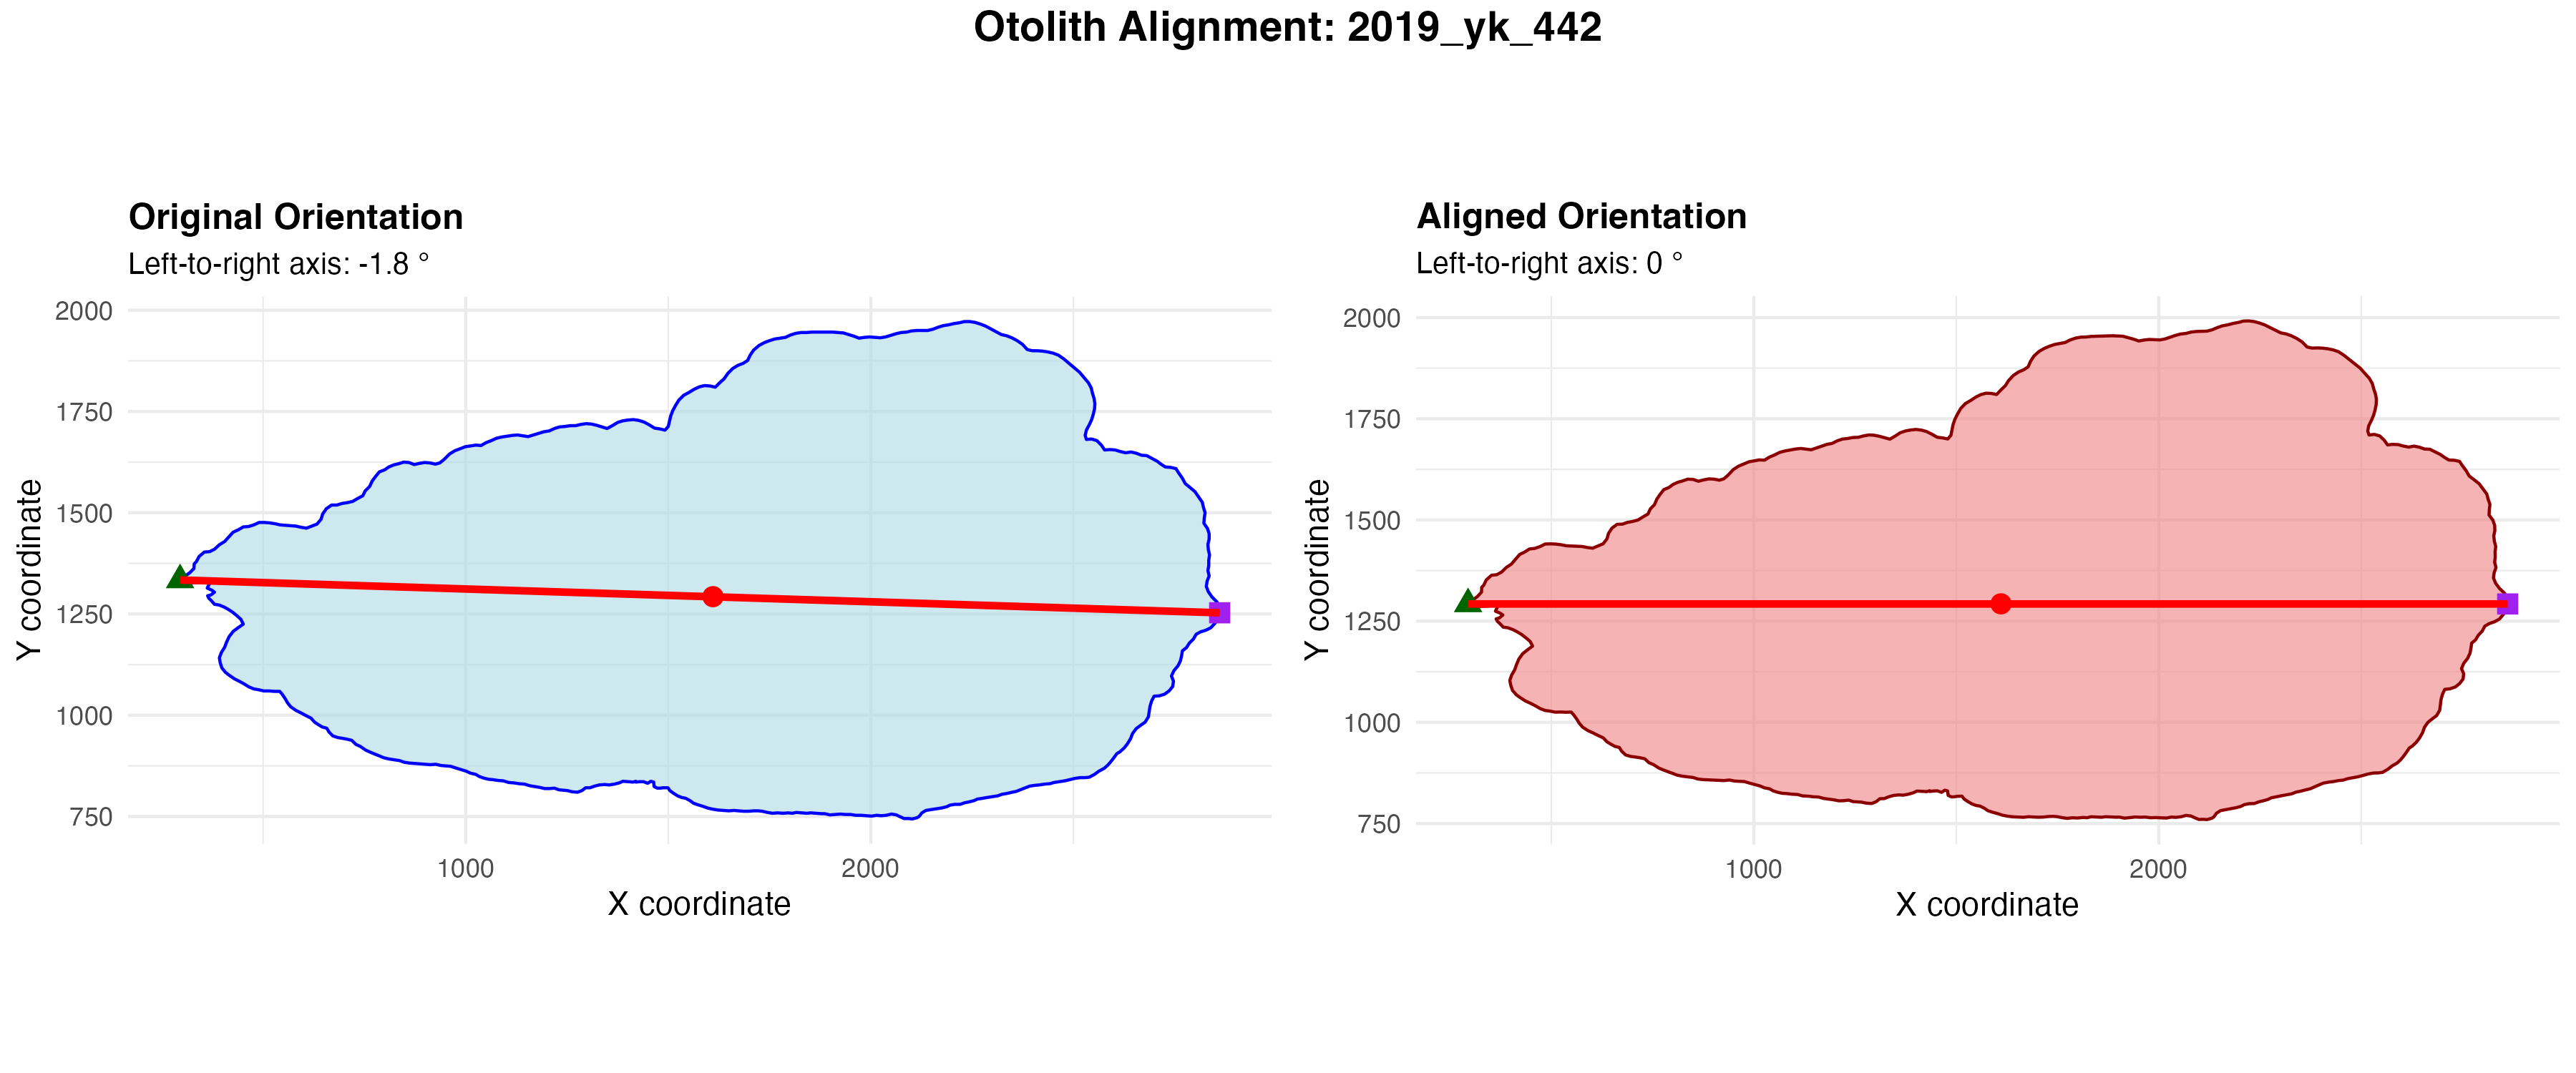 Otolith Alignment: 2019_yk_442
Original Orientation
Left-to-right axis: -1.8 °
2000
1750
1500
1250
1000
750
Y coordinate
1000
2000
X coordinate
Aligned Orientation
Left-to-right axis: 0 °
2000
1750
1500
1250
1000
750
Y coordinate
1000
2000
X coordinate